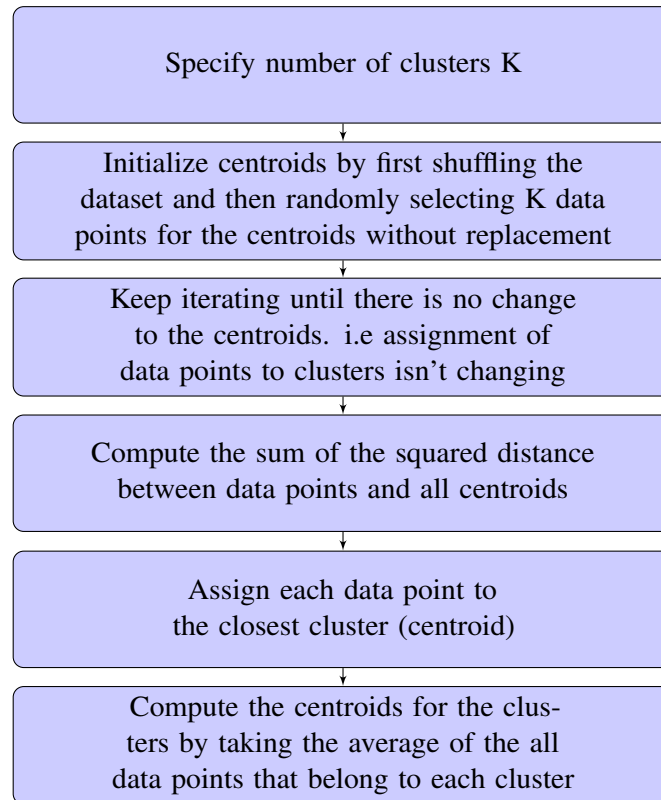 Specify number of clusters K
Initialize centroids by first shuffling the
dataset and then randomly selecting K data
points for the centroids without replacement
Keep iterating until there is no change
to the centroids. i.e assignment of
data points to clusters isn't changing
Compute the sum of the squared distance
between data points and all centroids
Assign each data point to
the closest cluster (centroid)
Compute the centroids for the clus-
ters by taking the average of the all
data points that belong to each cluster